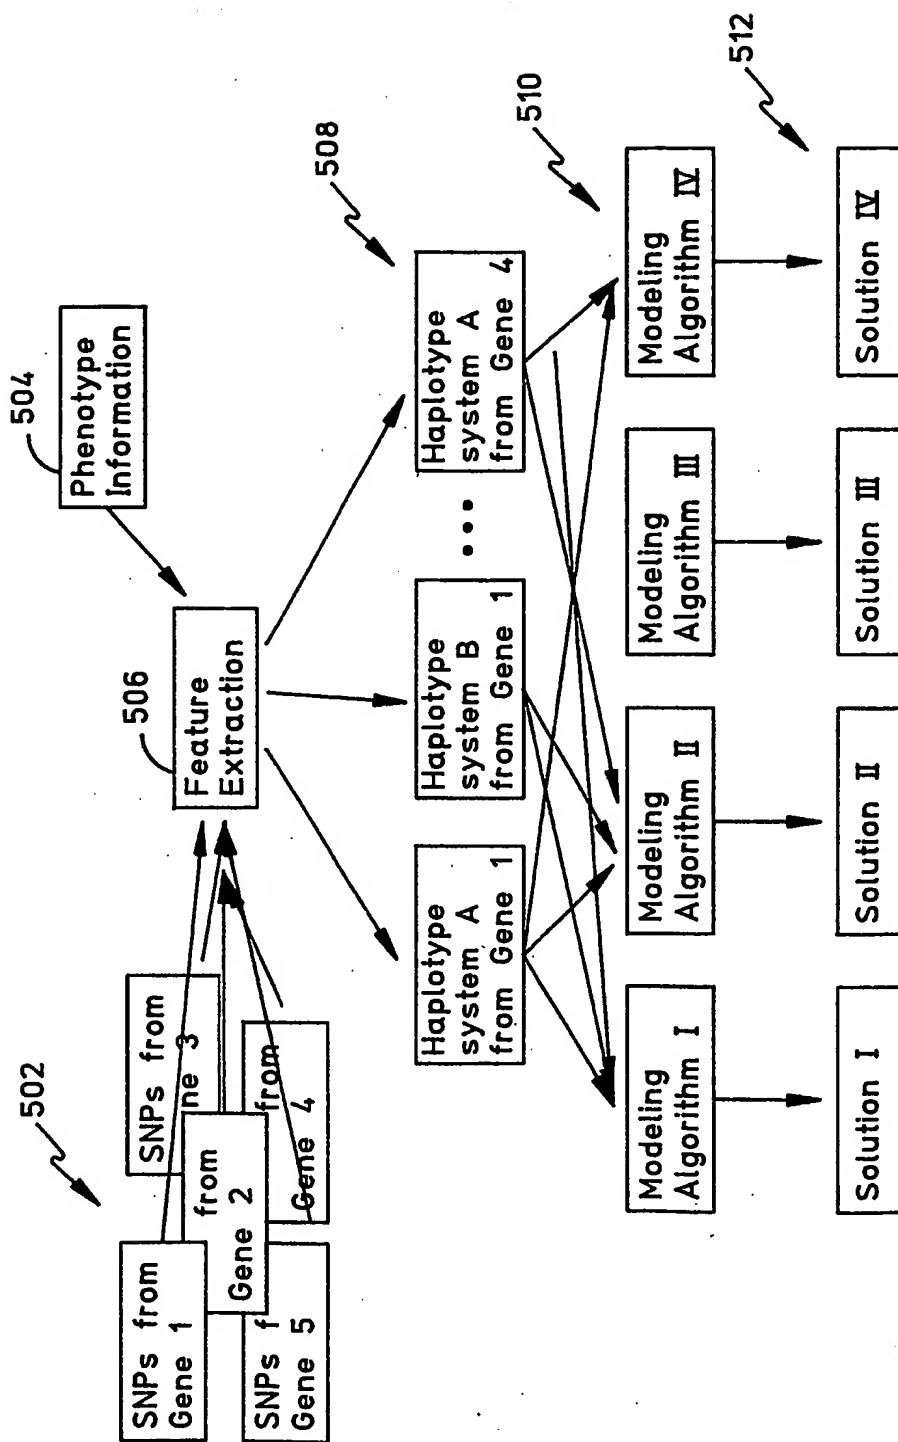 502
SNPs from
Gene 1
SNPs from
ne 3
from
Gene 2
from
Gene 4
SNPs f
Gene 5
504
Phenotype
Information
506
Feature
Extraction
508
Haplotype
system A
from Gene 1
Haplotype
system B
from Gene 1
•••
Haplotype
system A
from Gene 4
510
Modeling
Algorithm I
Modeling
Algorithm II
Modeling
Algorithm III
Modeling
Algorithm IV
512
Solution I
Solution II
Solution III
Solution IV